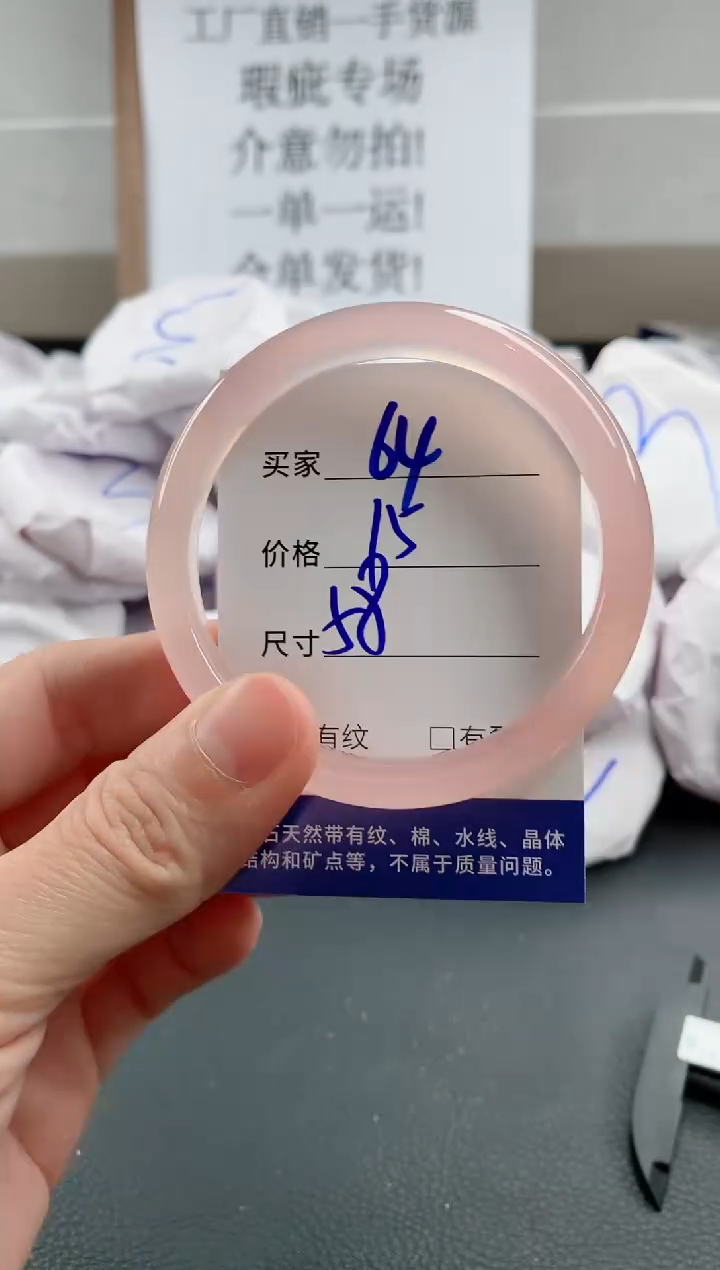 工厂直销一手货源
瑕疵专场
介意勿拍!
一单一运!
合单发货!
买家 64
价格 15
尺寸 58
有纹 □有
石天然带有纹、棉、水线、晶体
结构和矿点等，不属于质量问题。